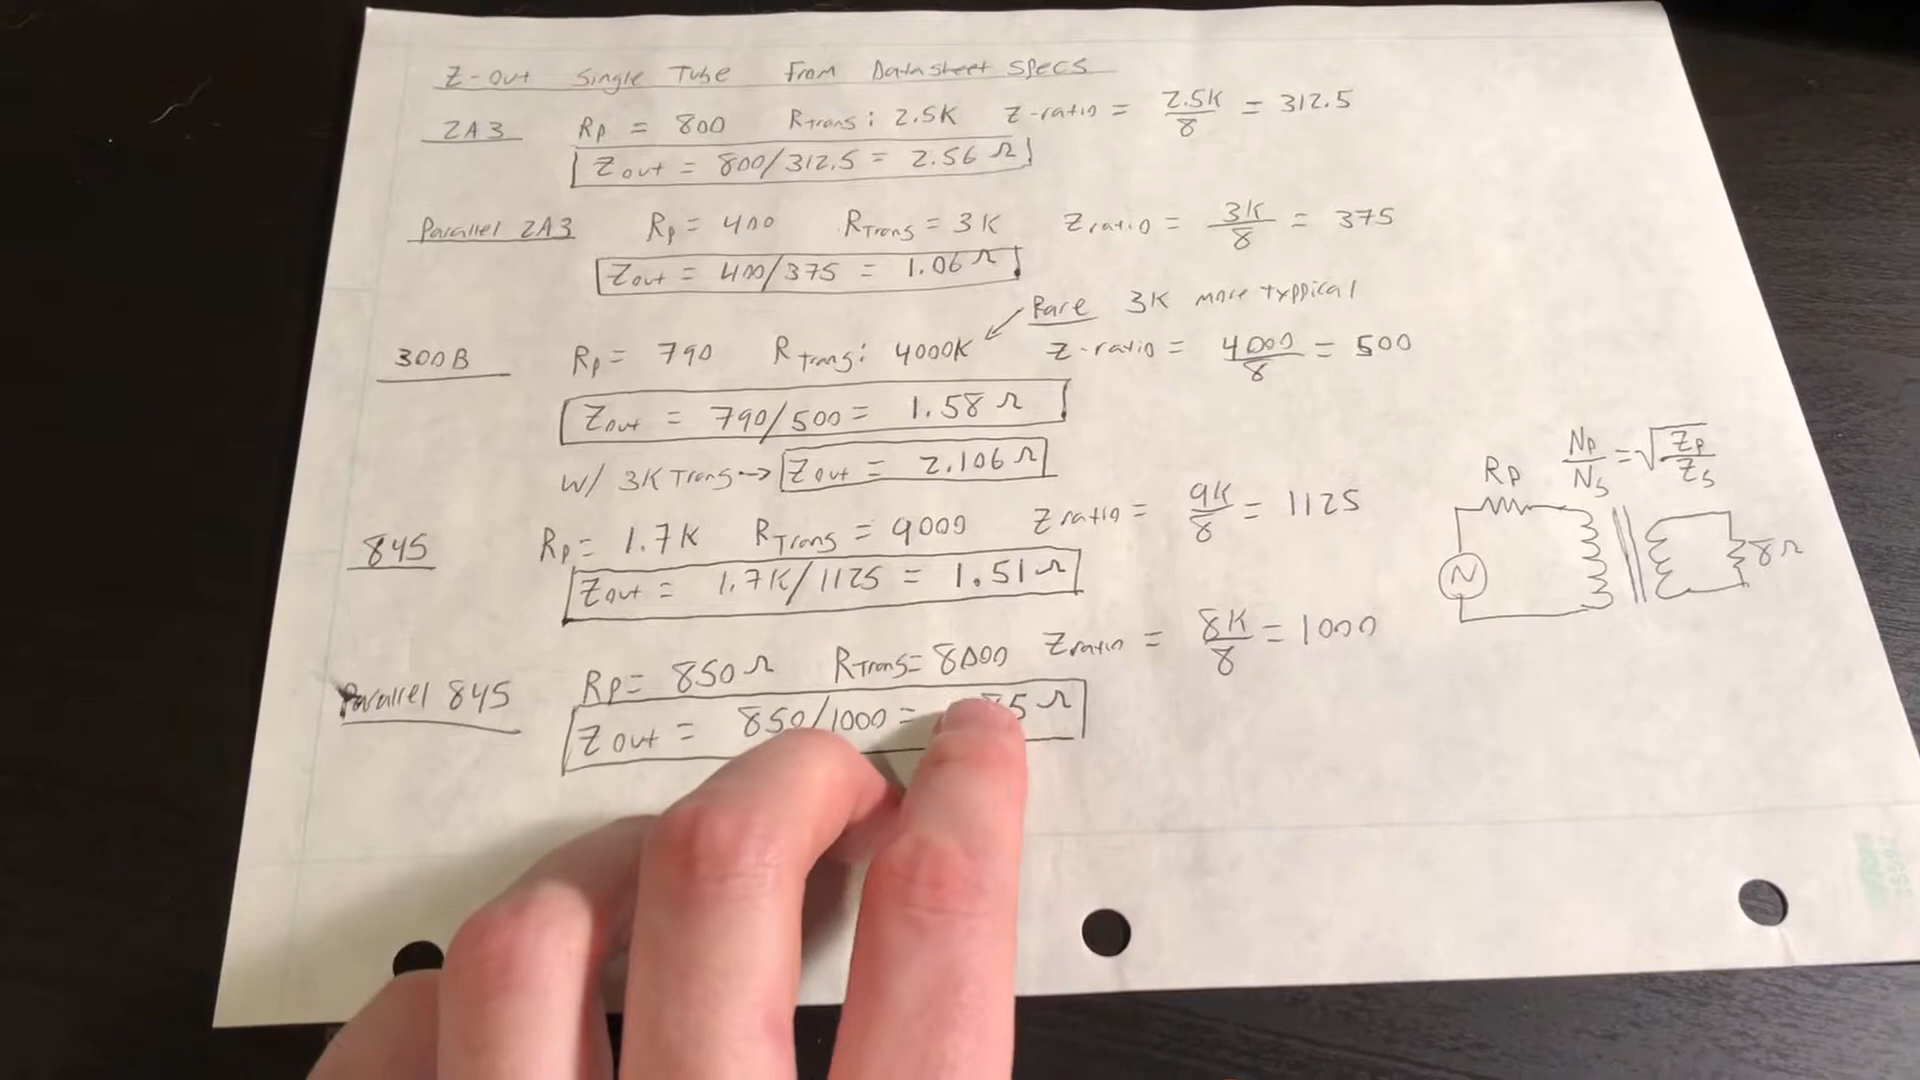 Z-out Single Tube From Datasheet specs
2A3 Rp = 800 RTrans: 2.5K Z-ratio = 2.5K/8 = 312.5
Zout = 800/312.5 = 2.56 Ω
Parallel 2A3 Rp = 400 RTrans = 3K Zratio = 3K/8 = 375
Zout = 400/375 = 1.06 Ω
Rare 3K more typpical
300B Rp = 790 RTrans: 4000K Z-ratio = 4000/8 = 500
Zout = 790/500 = 1.58 Ω
W/ 3K Trans → Zout = 2.106 Ω
845 Rp = 1.7K RTrans = 9000 Zratio = 9K/8 = 1125
Zout = 1.7K/1125 = 1.51 Ω
Parallel 845 Rp = 850 Ω RTrans = 8000 Zratio = 8K/8 = 1000
Zout = 850/1000 = 85 Ω
Rp Np/Ns = √Zp/Zs
8Ω